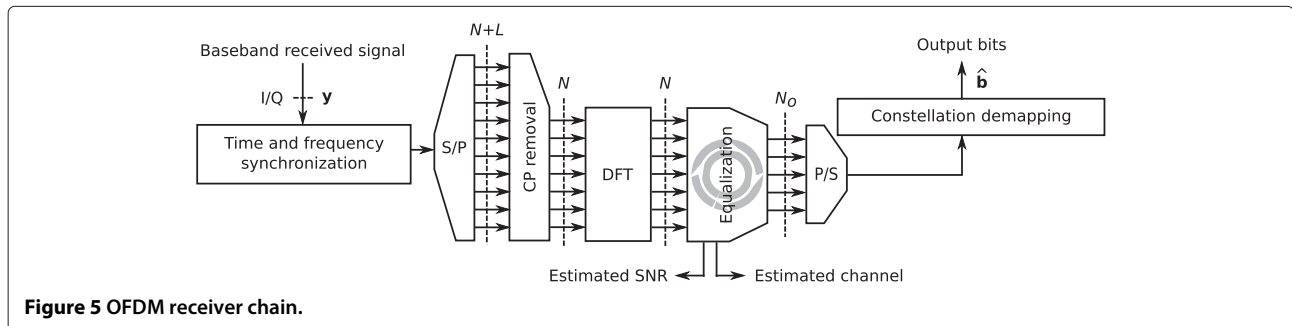 Baseband received signal
I/Q
y
Time and frequency
synchronization
S/P
N+L
CP removal
N
DFT
N
Equalization
N_O
P/S
Constellation demapping
b̂
Output bits
Estimated SNR
Estimated channel
Figure 5 OFDM receiver chain.